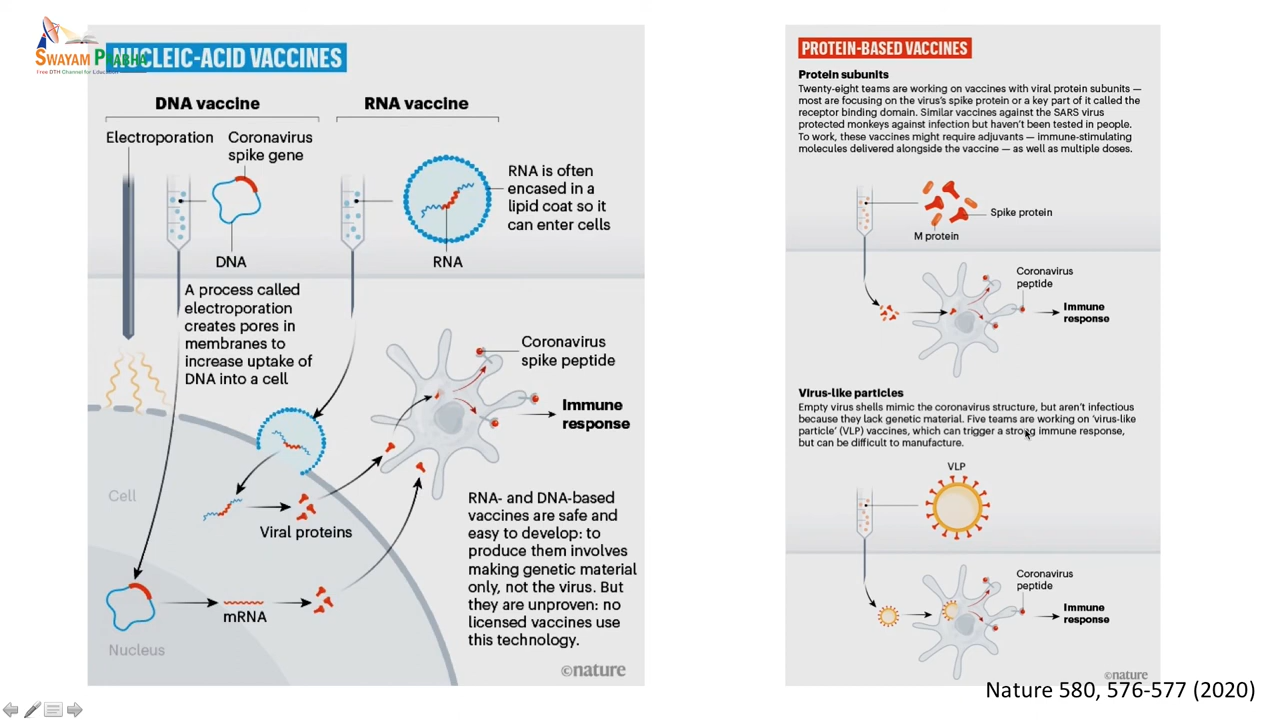 SWAYAM PRABHA
Free DTH Channel for Education
NUCLEIC-ACID VACCINES
DNA vaccine
RNA vaccine
Electroporation
Coronavirus
spike gene
RNA is often
encased in a
lipid coat so it
can enter cells
DNA
RNA
A process called
electroporation
creates pores in
membranes to
increase uptake of
DNA into a cell
Coronavirus
spike peptide
Immune
response
Cell
Viral proteins
RNA- and DNA-based
vaccines are safe and
easy to develop: to
produce them involves
making genetic material
only, not the virus. But
they are unproven: no
licensed vaccines use
this technology.
mRNA
Nucleus
©nature
PROTEIN-BASED VACCINES
Protein subunits
Twenty-eight teams are working on vaccines with viral protein subunits —
most are focusing on the virus's spike protein or a key part of it called the
receptor binding domain. Similar vaccines against the SARS virus
protected monkeys against infection but haven't been tested in people.
To work, these vaccines might require adjuvants — immune-stimulating
molecules delivered alongside the vaccine — as well as multiple doses.
Spike protein
M protein
Coronavirus
peptide
Immune
response
Virus-like particles
Empty virus shells mimic the coronavirus structure, but aren't infectious
because they lack genetic material. Five teams are working on 'virus-like
particle' (VLP) vaccines, which can trigger a strong immune response,
but can be difficult to manufacture.
VLP
Coronavirus
peptide
Immune
response
©nature
Nature 580, 576-577 (2020)